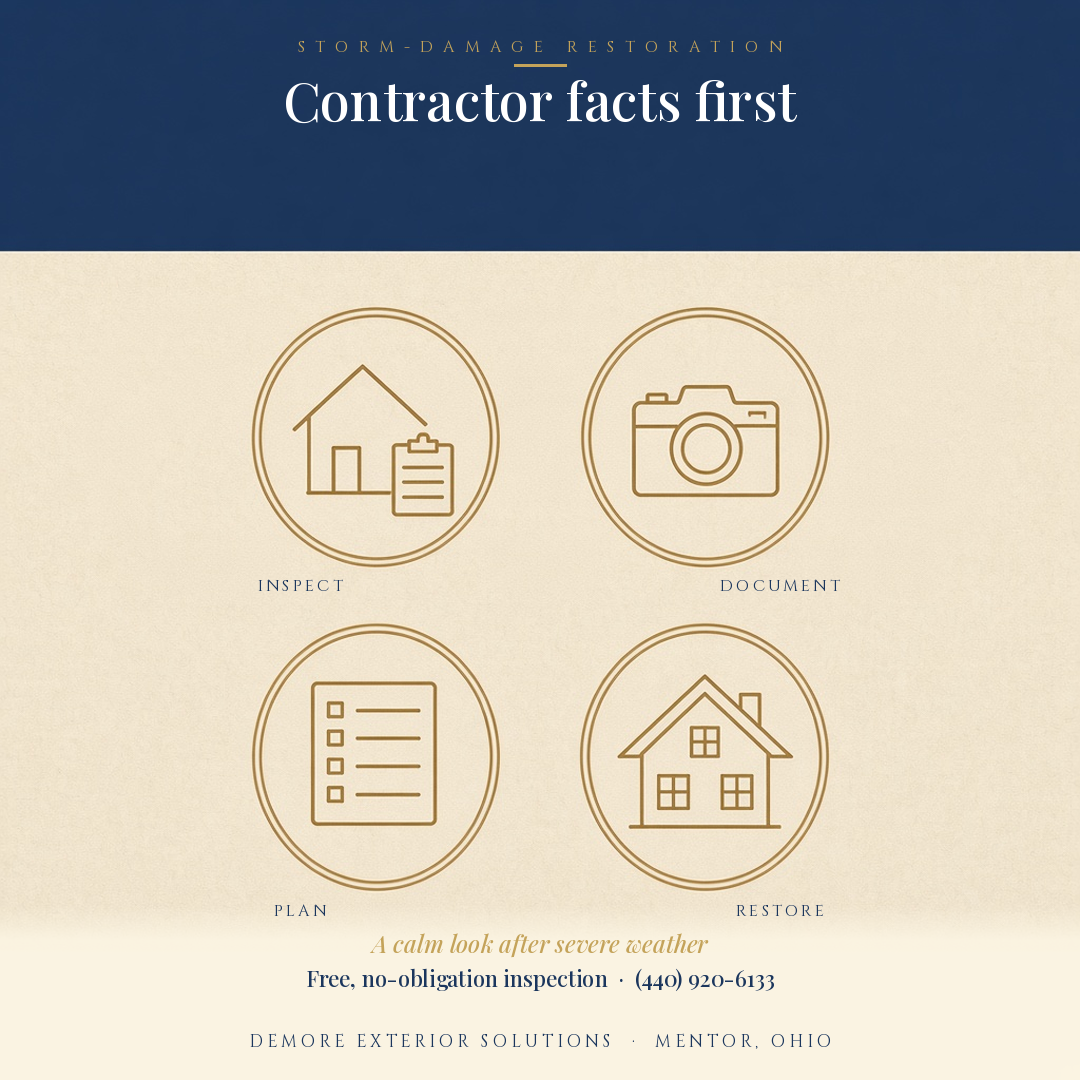 STORM-DAMAGE RESTORATION
Contractor facts first
INSPECT
DOCUMENT
PLAN
RESTORE
A calm look after severe weather
Free, no-obligation inspection · (440) 920-6133
DEMORE EXTERIOR SOLUTIONS · MENTOR, OHIO